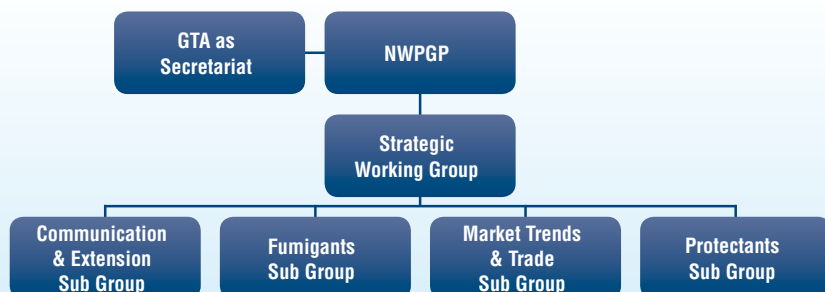 GTA as
Secretariat
NWPGP
Strategic
Working Group
Communication
& Extension
Sub Group
Fumigants
Sub Group
Market Trends
& Trade
Sub Group
Protectants
Sub Group